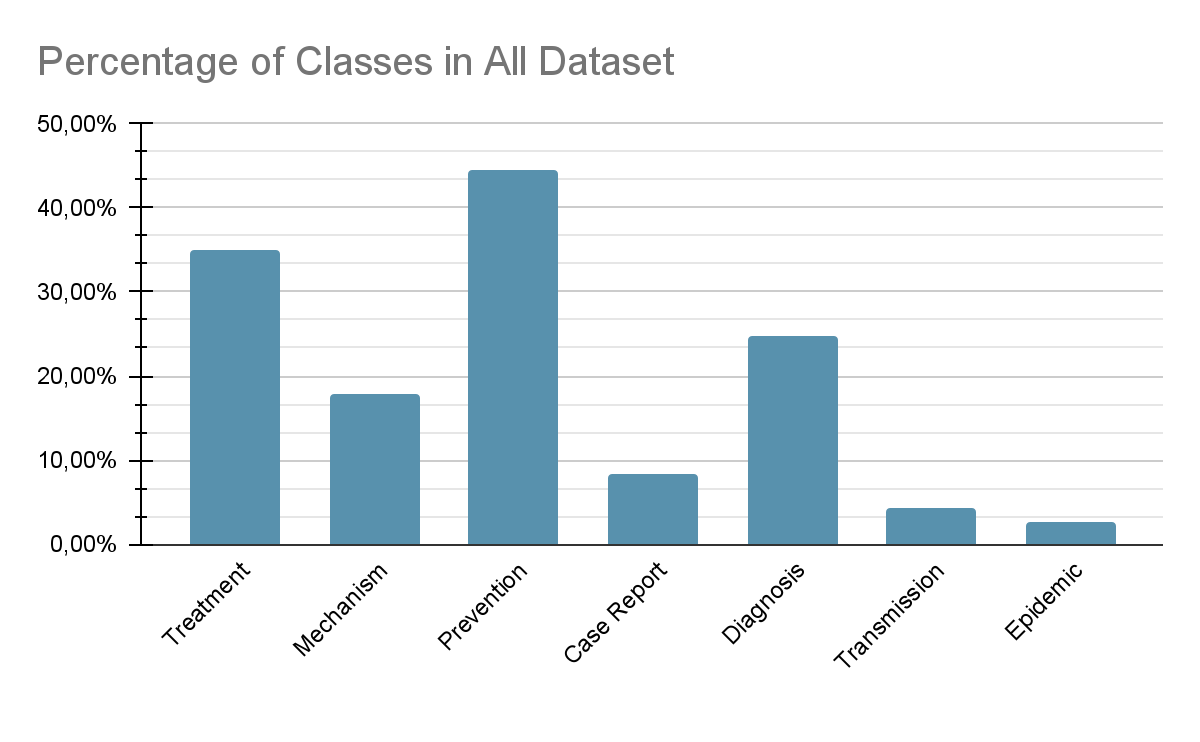 Percentage of Classes in All Dataset
50,00%
40,00%
30,00%
20,00%
10,00%
0,00%
Treatment
Mechanism
Prevention
Case Report
Diagnosis
Transmission
Epidemic